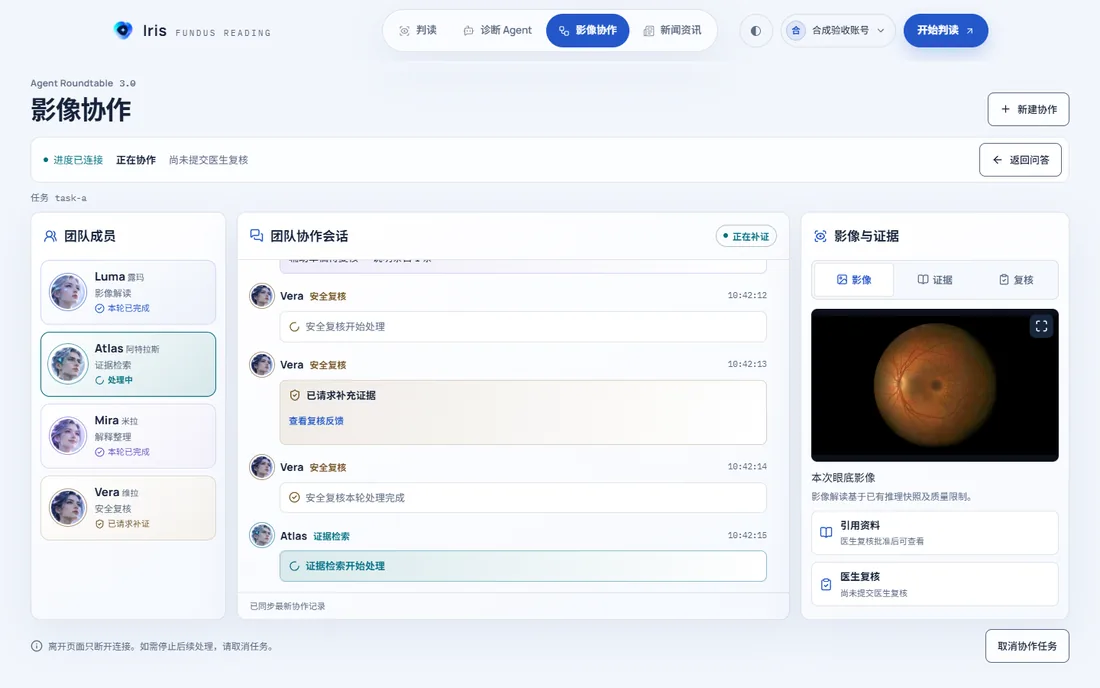 Iris FUNDUS READING
判读
诊断 Agent
影像协作
新闻资讯
合
合成验收账号
开始判读
Agent Roundtable 3.0
影像协作
新建协作
进度已连接 正在协作 尚未提交医生复核
返回问答
任务 task-a
团队成员
Luma 露玛
影像解读
本轮已完成
Atlas 阿特拉斯
证据检索
处理中
Mira 米拉
解释整理
本轮已完成
Vera 维拉
安全复核
已请求补证
团队协作会话
正在补证
Vera 安全复核 10:42:12
安全复核开始处理
Vera 安全复核 10:42:13
已请求补充证据
查看复核反馈
Vera 安全复核 10:42:14
安全复核本轮处理完成
Atlas 证据检索 10:42:15
证据检索开始处理
已同步最新协作记录
影像与证据
影像
证据
复核
本次眼底影像
影像解读基于已有推理快照及质量限制。
引用资料
医生复核批准后可查看
医生复核
尚未提交医生复核
离开页面只断开连接。如需停止后续处理，请取消任务。
取消协作任务